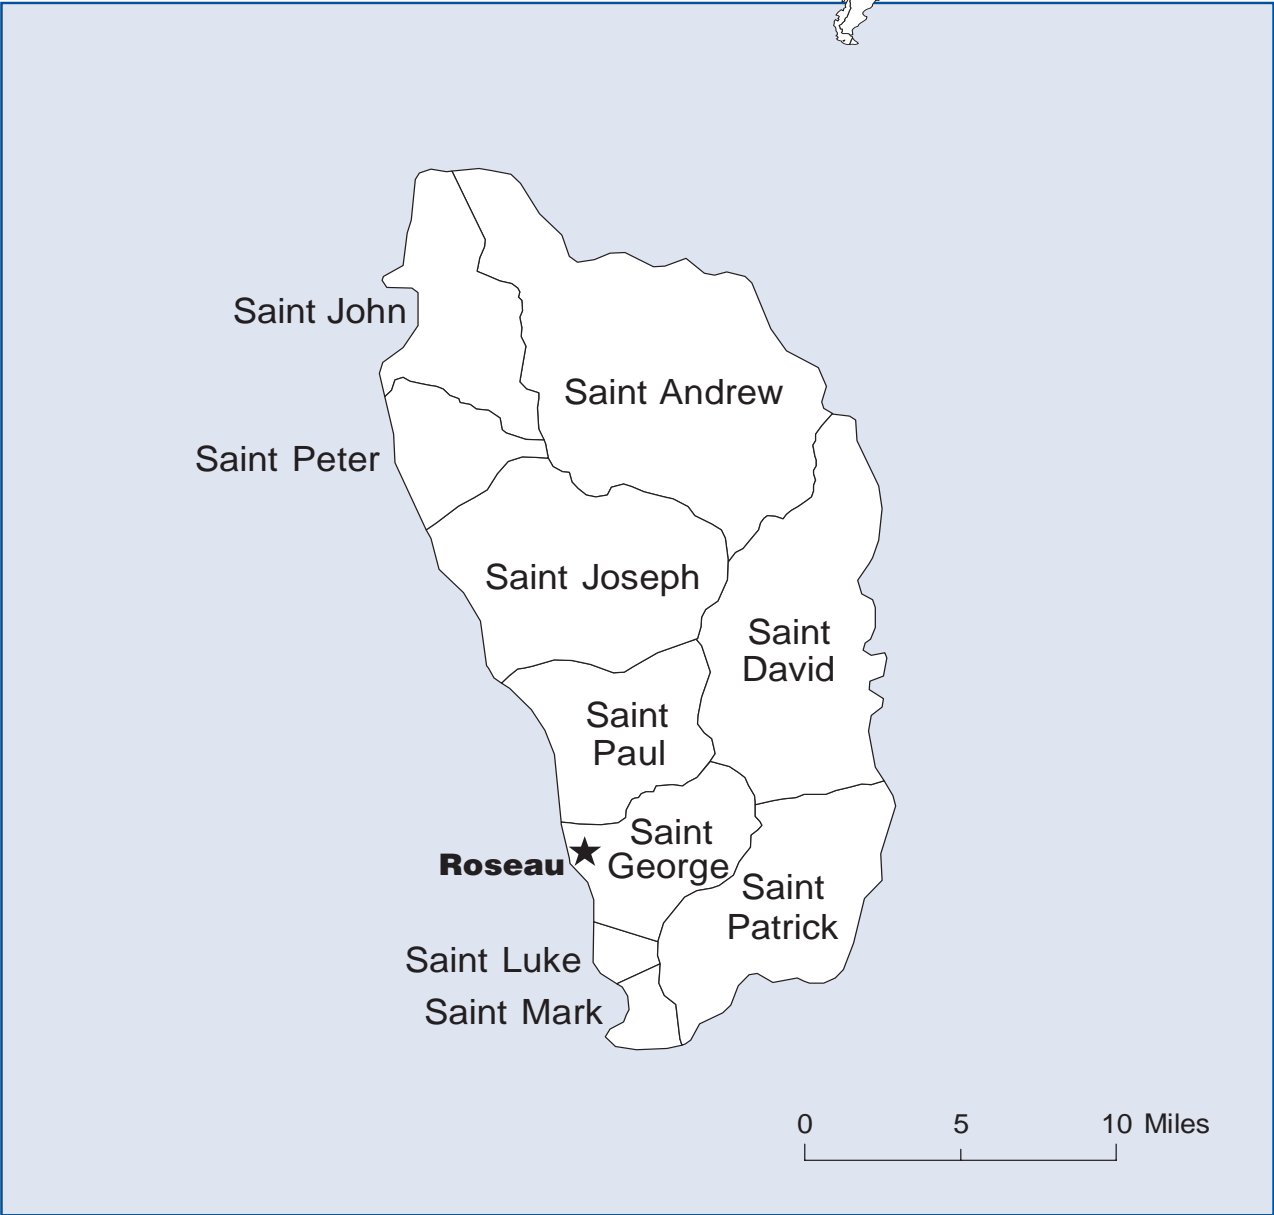 Saint John
Saint Andrew
Saint Peter
Saint Joseph
Saint
David
Saint
Paul
Saint
George
Roseau
Saint
Patrick
Saint Luke
Saint Mark
0 5 10 Miles